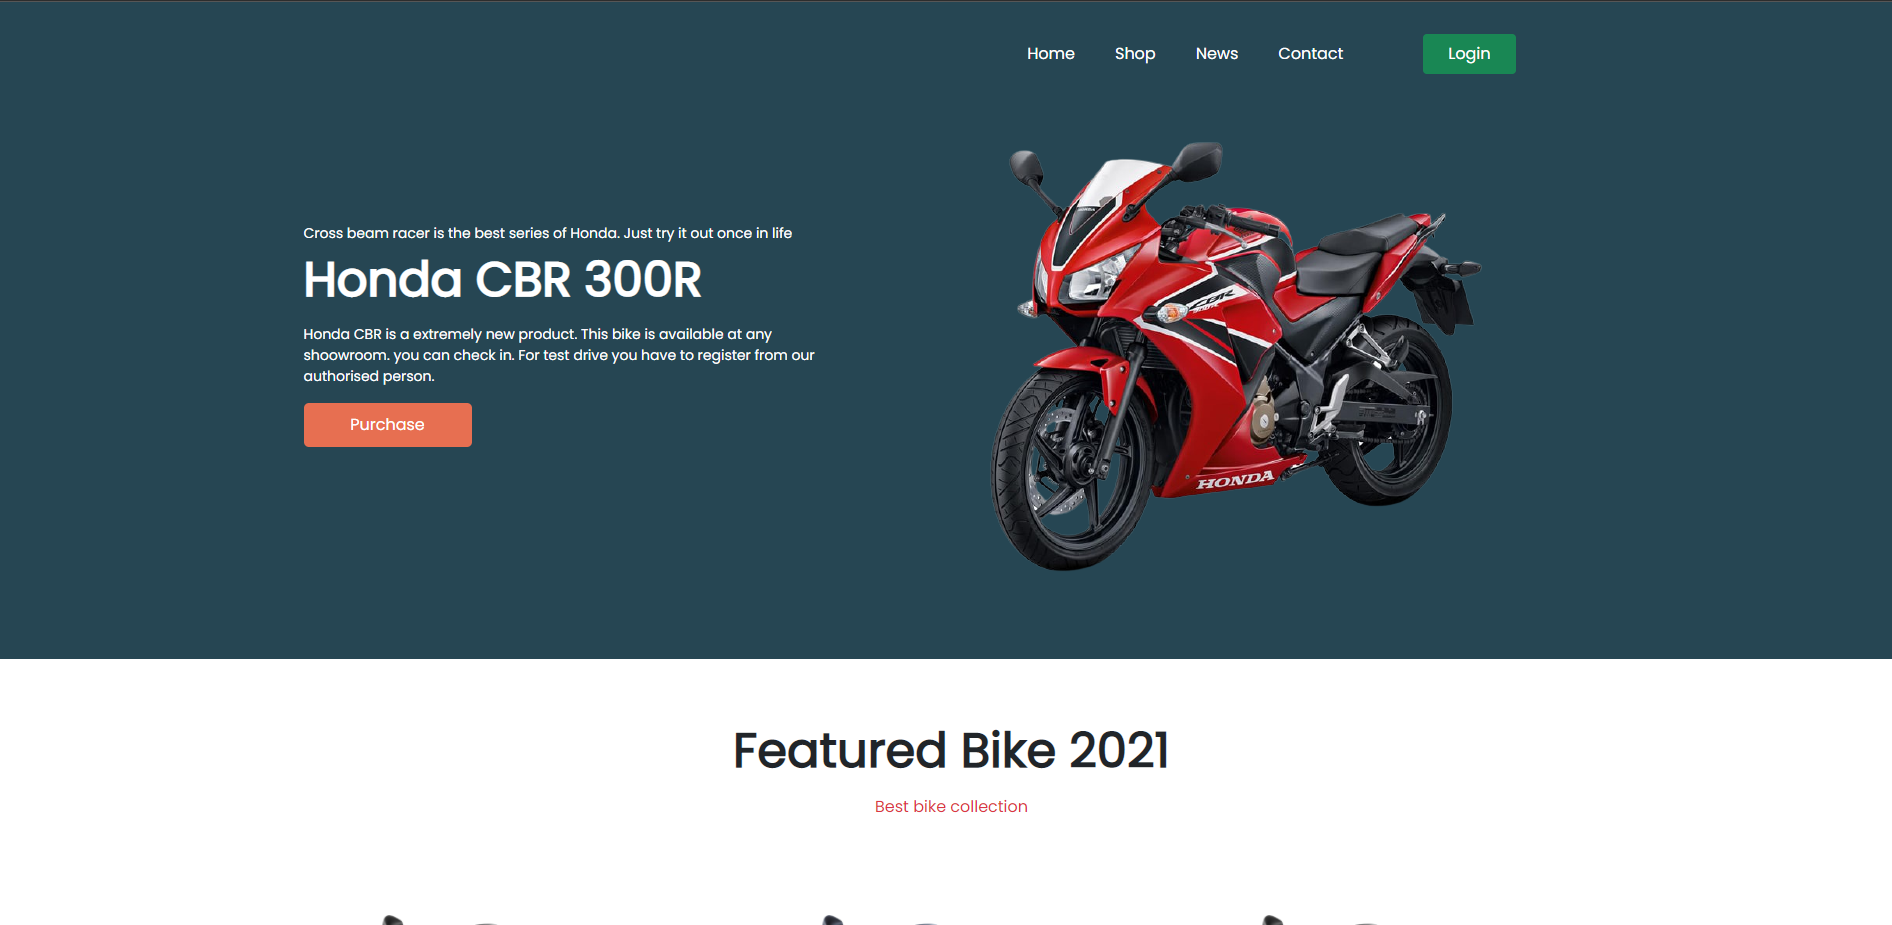 Home Shop News Contact Login
Cross beam racer is the best series of Honda. Just try it out once in life
Honda CBR 300R
Honda CBR is a extremely new product. This bike is available at any
shoowroom. you can check in. For test drive you have to register from our
authorised person.
Purchase
HONDA
CBR
HONDA
Featured Bike 2021
Best bike collection